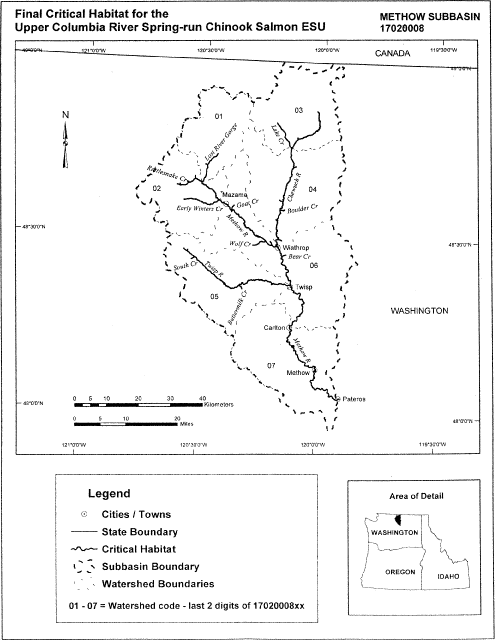 Final Critical Habitat for the
Upper Columbia River Spring-run Chinook Salmon ESU
METHOW SUBBASIN
17020008
121°0'0"W
120°30'0"W
120°0'0"W
119°30'0"W
49°0'0"N
49°0'0"N
CANADA
N
01
03
Lost River Gorge
Lake Cr
Rattlesnake Cr
02
Mazama
Goat Cr
Chewuch R
04
Early Winters Cr
Boulder Cr
Methow R
48°30'0"N
48°30'0"N
Wolf Cr
Winthrop
Bear Cr
South Cr
Twisp R
06
Twisp
05
Buttermilk Cr
WASHINGTON
Carlton
Methow R
07
Methow
Pateros
48°0'0"N
48°0'0"N
0 5 10 20 30 40
Kilometers
0 5 10 20
Miles
121°0'0"W
120°30'0"W
120°0'0"W
119°30'0"W
Legend
Cities / Towns
State Boundary
Critical Habitat
Subbasin Boundary
Watershed Boundaries
01 - 07 = Watershed code - last 2 digits of 17020008xx
Area of Detail
WASHINGTON
OREGON
IDAHO